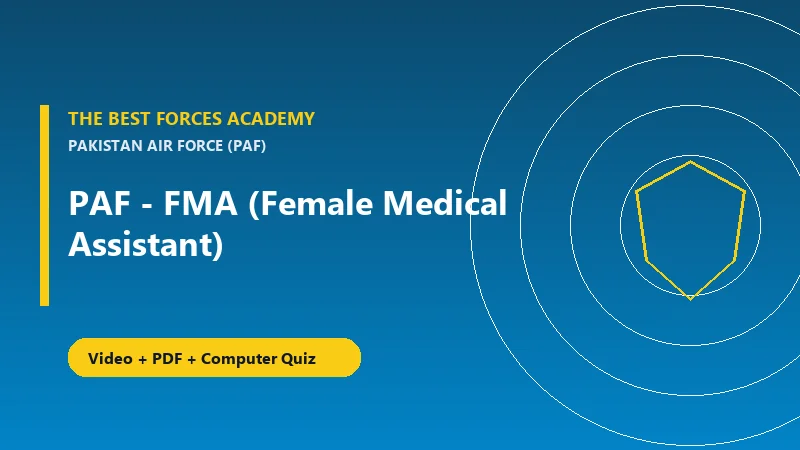 THE BEST FORCES ACADEMY
PAKISTAN AIR FORCE (PAF)
PAF - FMA (Female Medical
Assistant)
Video + PDF + Computer Quiz